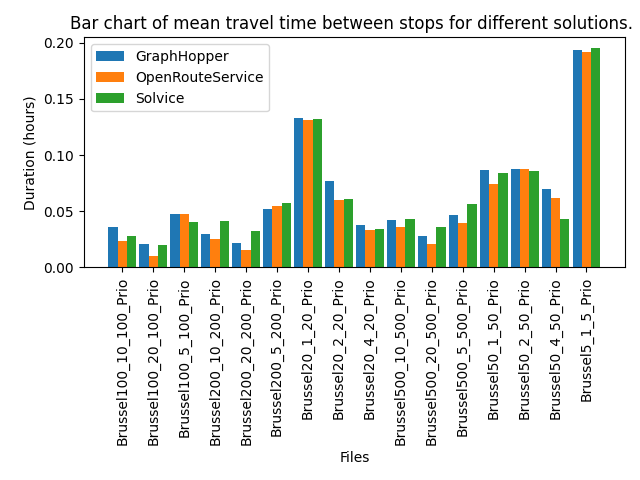 Bar chart of mean travel time between stops for different solutions.
GraphHopper
OpenRouteService
Solvice
Duration (hours)
0.20
0.15
0.10
0.05
0.00
Brussel100_10_100_Prio
Brussel100_20_100_Prio
Brussel100_5_100_Prio
Brussel200_10_200_Prio
Brussel200_20_200_Prio
Brussel200_5_200_Prio
Brussel20_1_20_Prio
Brussel20_2_20_Prio
Brussel20_4_20_Prio
Brussel500_10_500_Prio
Brussel500_20_500_Prio
Brussel500_5_500_Prio
Brussel50_1_50_Prio
Brussel50_2_50_Prio
Brussel50_4_50_Prio
Brussel5_1_5_Prio
Files